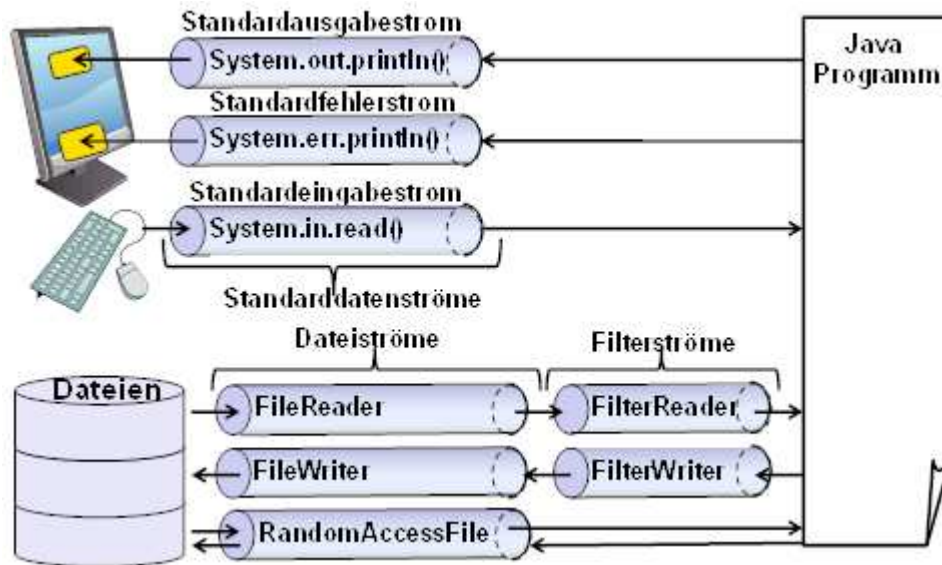 Standardausgabestrom
System.out.println()
Java
Programm
Standardfehlerstrom
System.err.println()
Standardeingabestrom
System.in.read()
Standarddatenströme
Dateiströme
Filterströme
Dateien
FileReader
FilterReader
FileWriter
FilterWriter
RandomAccessFile